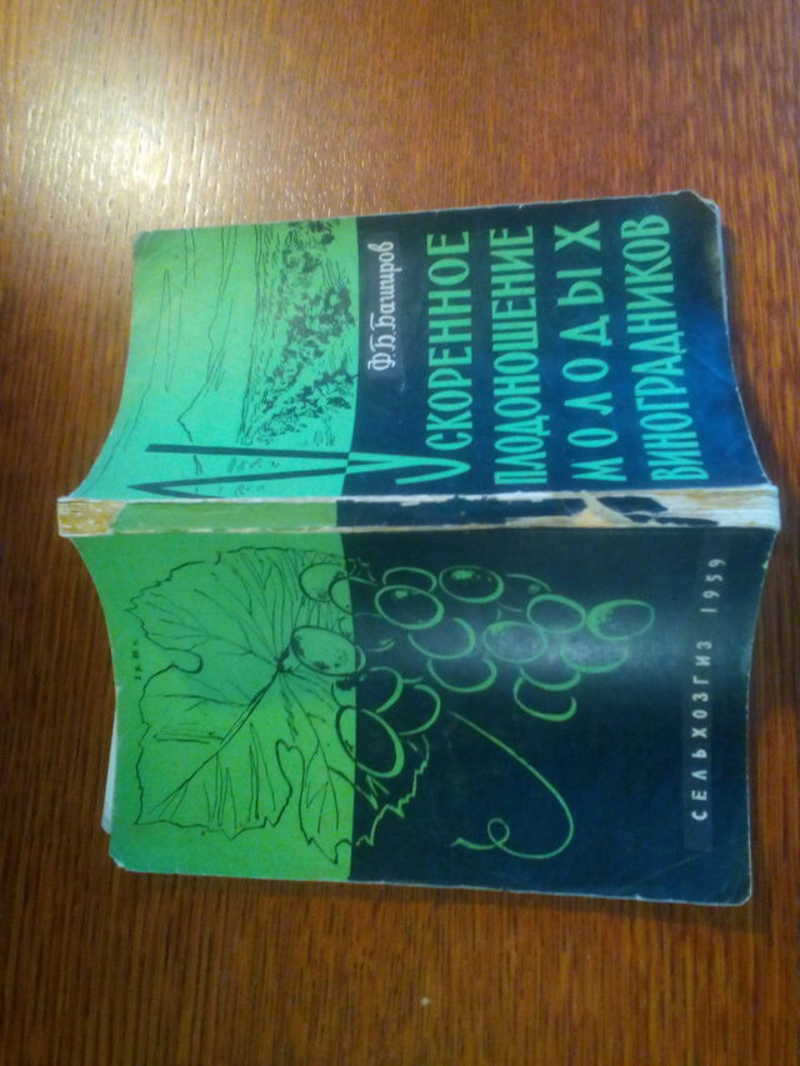 Ф. Б. Баширов
УСКОРЕННОЕ
ПЛОДОНОШЕНИЕ
МОЛОДЫХ
ВИНОГРАДНИКОВ
СЕЛЬХОЗГИЗ 1959